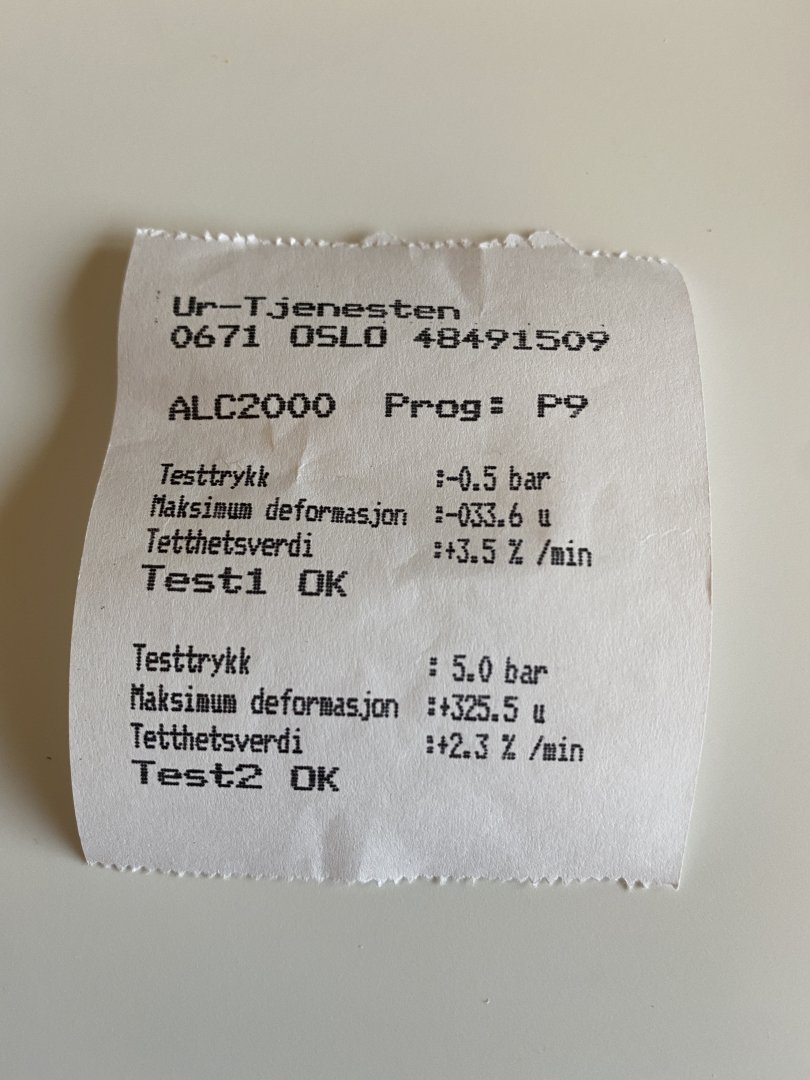 Ur-Tjenesten
0671 OSLO 48491509
ALC2000 Prog: P9
Testtrykk :-0.5 bar
Maksimum deformasjon :-033.6 u
Tetthetsverdi :+3.5 % /min
Test1 OK
Testtrykk : 5.0 bar
Maksimum deformasjon :+325.5 u
Tetthetsverdi :+2.3 % /min
Test2 OK